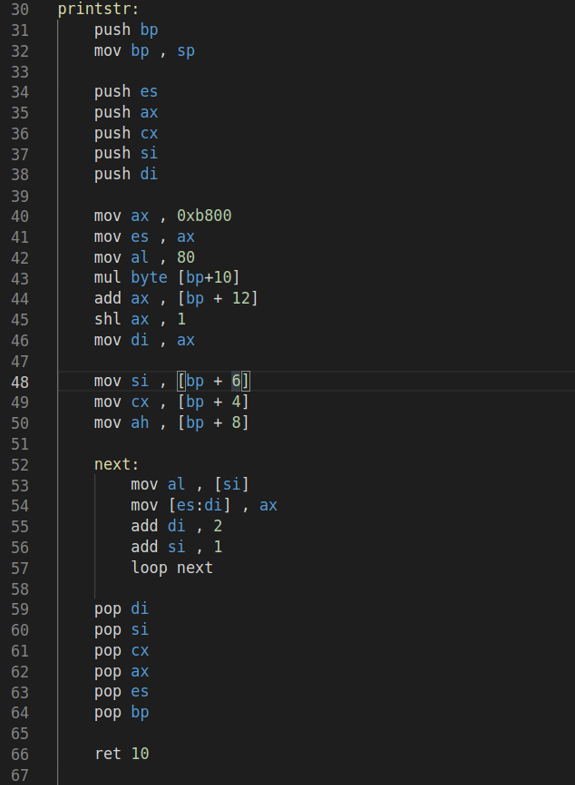 30 printstr:
31 push bp
32 mov bp , sp
33
34 push es
35 push ax
36 push cx
37 push si
38 push di
39
40 mov ax , 0xb800
41 mov es , ax
42 mov al , 80
43 mul byte [bp+10]
44 add ax , [bp + 12]
45 shl ax , 1
46 mov di , ax
47
48 mov si , [bp + 6]
49 mov cx , [bp + 4]
50 mov ah , [bp + 8]
51
52 next:
53 mov al , [si]
54 mov [es:di] , ax
55 add di , 2
56 add si , 1
57 loop next
58
59 pop di
60 pop si
61 pop cx
62 pop ax
63 pop es
64 pop bp
65
66 ret 10
67